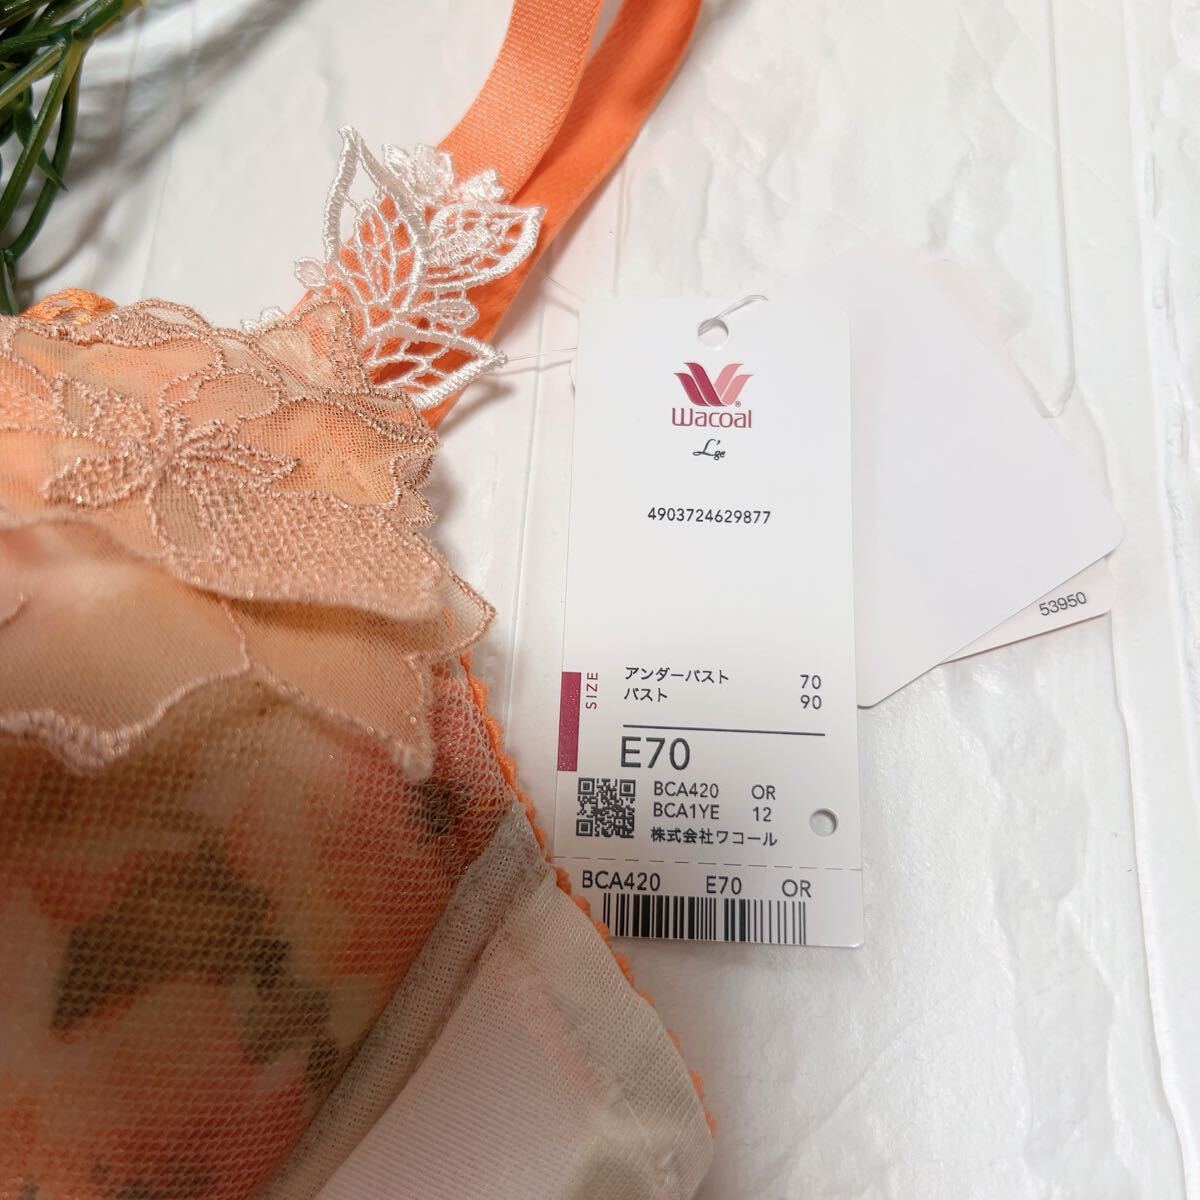 Wacoal®
L'ge
4903724629877
53950
SIZE
アンダーバスト 70
バスト 90
E70
BCA420 OR
BCA1YE 12
株式会社ワコール
BCA420 E70 OR